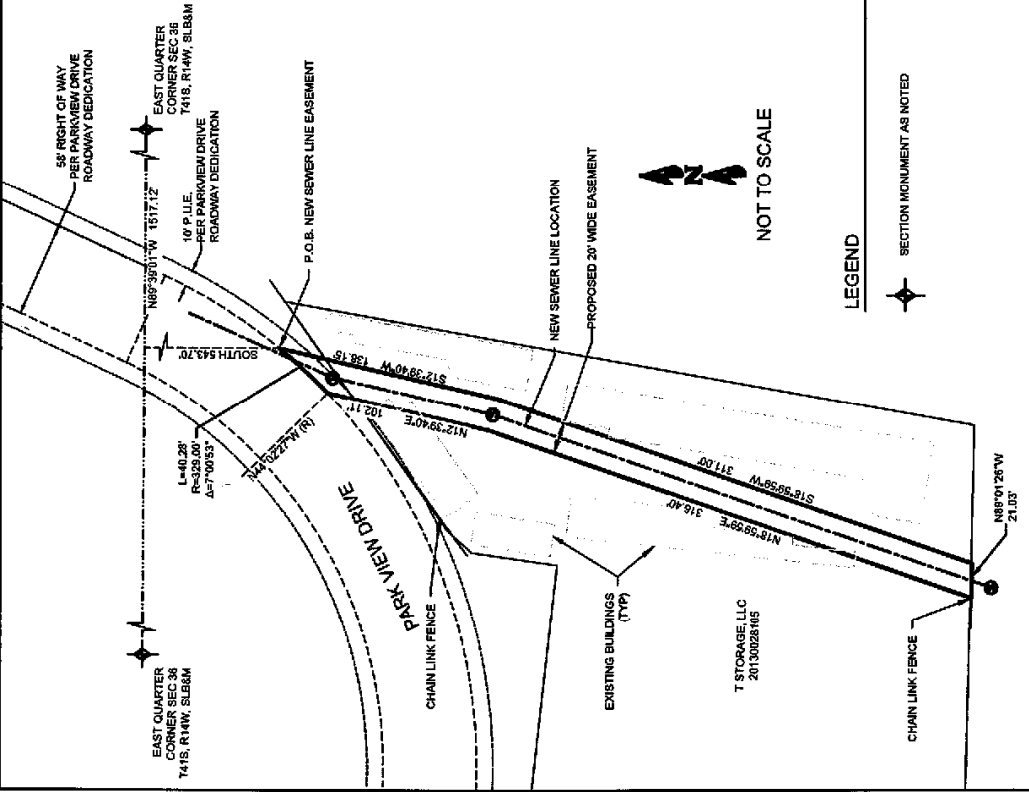 58' RIGHT OF WAY
PER PARKVIEW DRIVE
ROADWAY DEDICATION
EAST QUARTER
CORNER SEC 36
T41S, R14W, SLB&M
N89°39'01"W 1517.12'
10' P.U.E.
PER PARKVIEW DRIVE
ROADWAY DEDICATION
EAST QUARTER
CORNER SEC 36
T41S, R14W, SLB&M
SOUTH 543.70'
P.O.B. NEW SEWER LINE EASEMENT
L=40.28'
R=329.00'
Δ=7°00'53"
N44°02'27"W (R)
PARK VIEW DRIVE
S12°39'40"W 138.15'
N12°39'40"E 102.11'
CHAIN LINK FENCE
NEW SEWER LINE LOCATION
PROPOSED 20' WIDE EASEMENT
S18°59'59"W 311.00'
N18°59'59"E 316.40'
EXISTING BUILDINGS
(TYP)
T STORAGE, LLC
20130028165
CHAIN LINK FENCE
N88°01'26"W
21.03'
N
NOT TO SCALE
LEGEND
SECTION MONUMENT AS NOTED